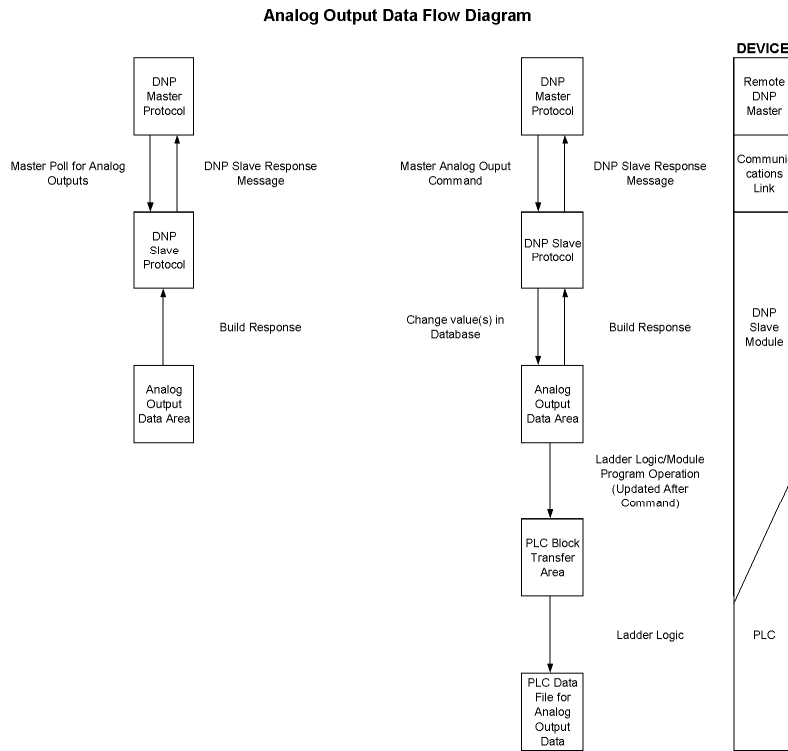 Analog Output Data Flow Diagram
DNP
Master
Protocol
Master Poll for Analog
Outputs
DNP Slave Response
Message
DNP
Slave
Protocol
Build Response
Analog
Output
Data Area
DNP
Master
Protocol
Master Analog Ouput
Command
DNP Slave Response
Message
DNP Slave
Protocol
Change value(s) in
Database
Build Response
Analog
Output
Data Area
Ladder Logic/Module
Program Operation
(Updated After
Command)
PLC Block
Transfer
Area
Ladder Logic
PLC Data
File for
Analog
Output
Data
DEVICE
Remote
DNP
Master
Communi
cations
Link
DNP
Slave
Module
PLC